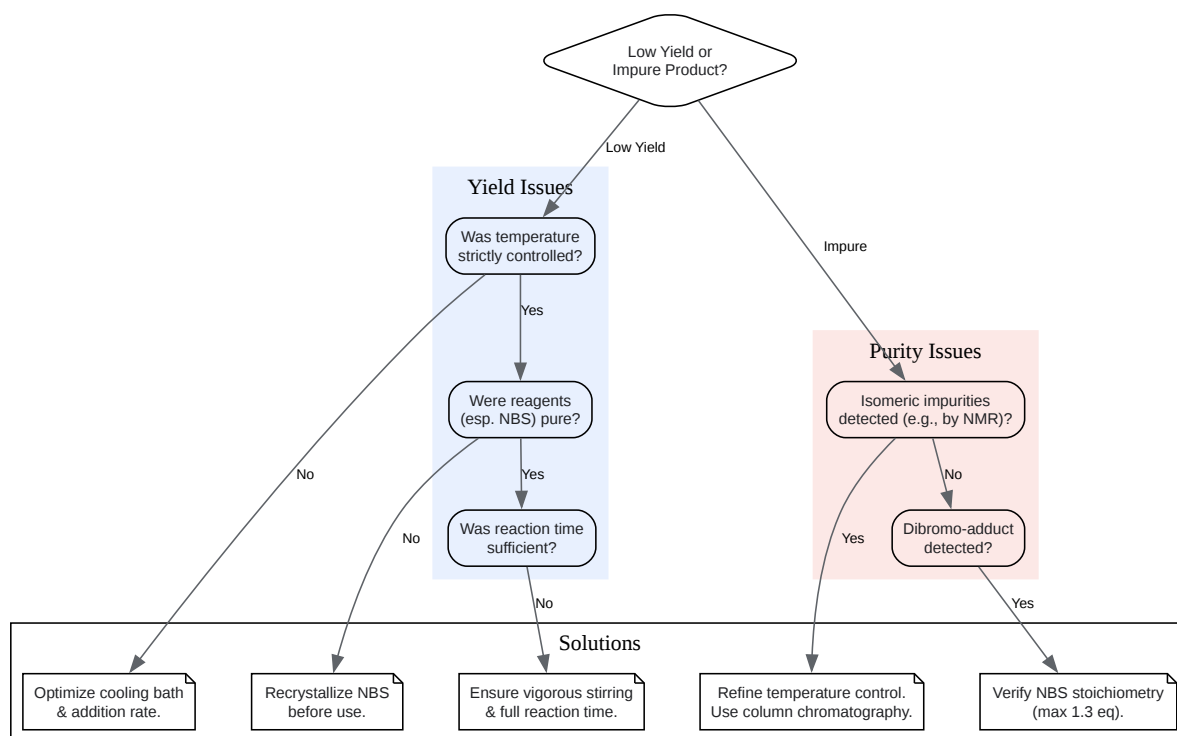 Low Yield or
Impure Product?
Low Yield
Yield Issues
Was temperature
strictly controlled?
Impure
Yes
Purity Issues
Were reagents
(esp. NBS) pure?
Isomeric impurities
detected (e.g., by NMR)?
No
Yes
No
Was reaction time
sufficient?
No
Yes
Dibromo-adduct
detected?
No
Yes
Solutions
Optimize cooling bath
& addition rate.
Recrystallize NBS
before use.
Ensure vigorous stirring
& full reaction time.
Refine temperature control.
Use column chromatography.
Verify NBS stoichiometry
(max 1.3 eq).